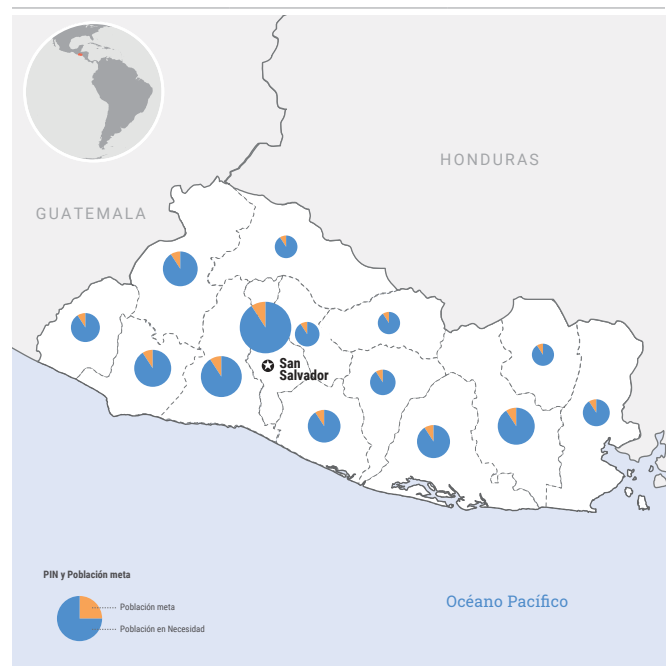 HONDURAS
GUATEMALA
San
Salvador
PIN y Población meta
Población meta
Población en Necesidad
Océano Pacífico